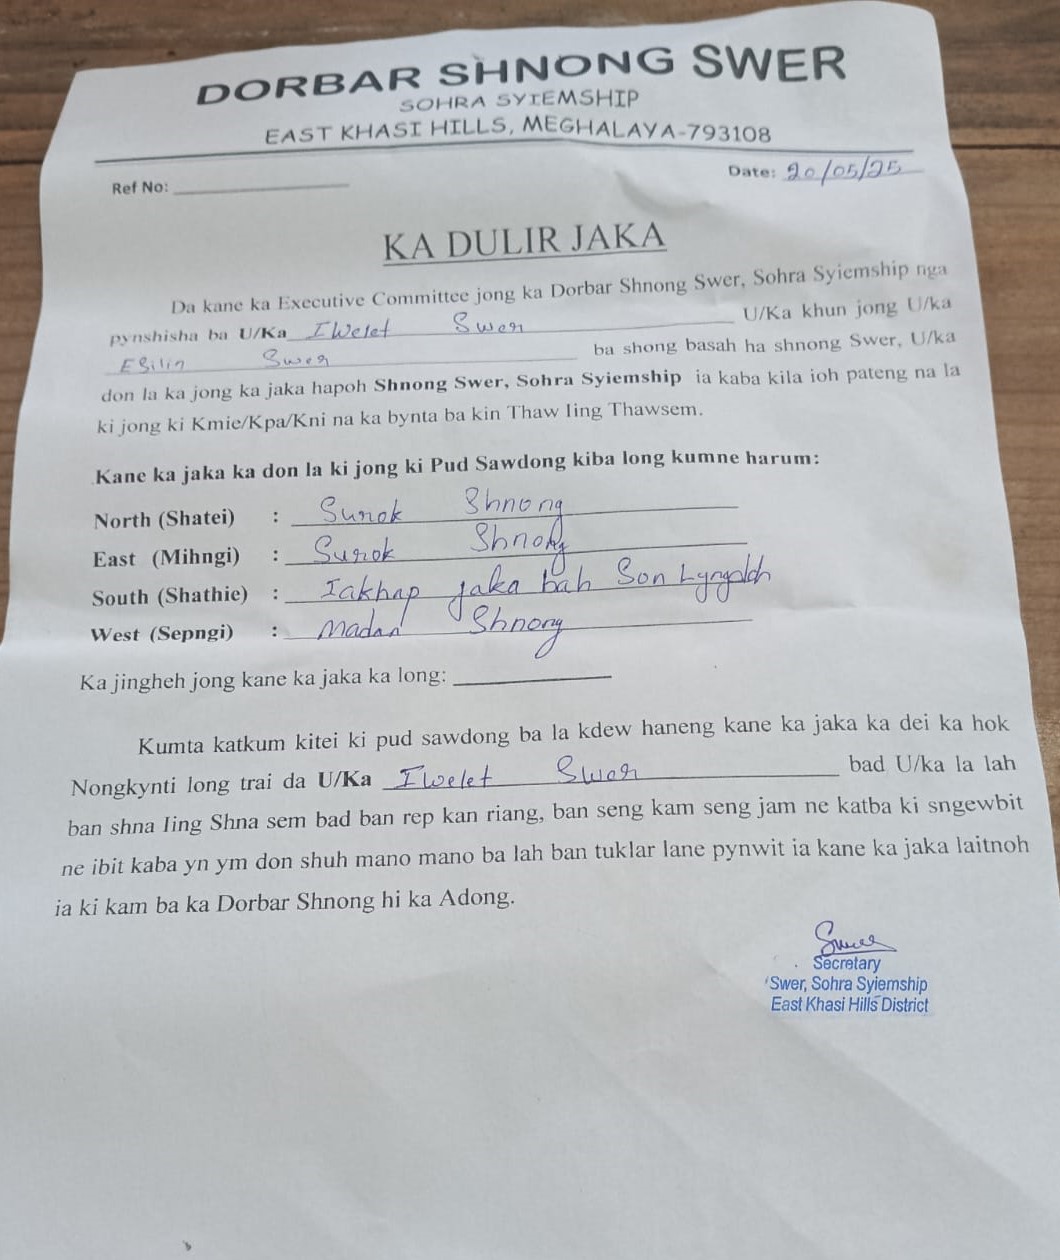 DORBAR SHNONG SWER
SOHRA SYIEMSHIP
EAST KHASI HILLS, MEGHALAYA-793108
Ref No: Date: 20/05/25
KA DULIR JAKA
Da kane ka Executive Committee jong ka Dorbar Shnong Swer, Sohra Syiemship nga
pynshisha ba U/Ka Iwelet Swer U/Ka khun jong U/ka
Esilin Swer ba shong basah ha shnong Swer, U/ka
don la ka jong ka jaka hapoh Shnong Swer, Sohra Syiemship ia kaba kila ioh pateng na la
ki jong ki Kmie/Kpa/Kni na ka bynta ba kin Thaw Iing Thawsem.
Kane ka jaka ka don la ki jong ki Pud Sawdong kiba long kumne harum:
North (Shatei) : Surok Shnong
East (Mihngi) : Surok Shnong
South (Shathie) : Iakhap jaka bah Son Lyngdoh
West (Sepngi) : Madan Shnong
Ka jingheh jong kane ka jaka ka long:
Kumta katkum kitei ki pud sawdong ba la kdew haneng kane ka jaka ka dei ka hok
Nongkynti long trai da U/Ka Iwelet Swer bad U/ka la lah
ban shna Iing Shna sem bad ban rep kan riang, ban seng kam seng jam ne katba ki sngewbit
ne ibit kaba yn ym don shuh mano mano ba lah ban tuklar lane pynwit ia kane ka jaka laitnoh
ia ki kam ba ka Dorbar Shnong hi ka Adong.
Secretary
Swer, Sohra Syiemship
East Khasi Hills District